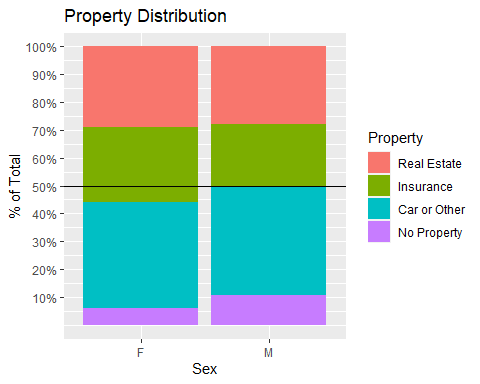 Property Distribution
100%
90%
80%
70%
60%
50%
40%
30%
20%
10%
% of Total
F
M
Sex
Property
Real Estate
Insurance
Car or Other
No Property